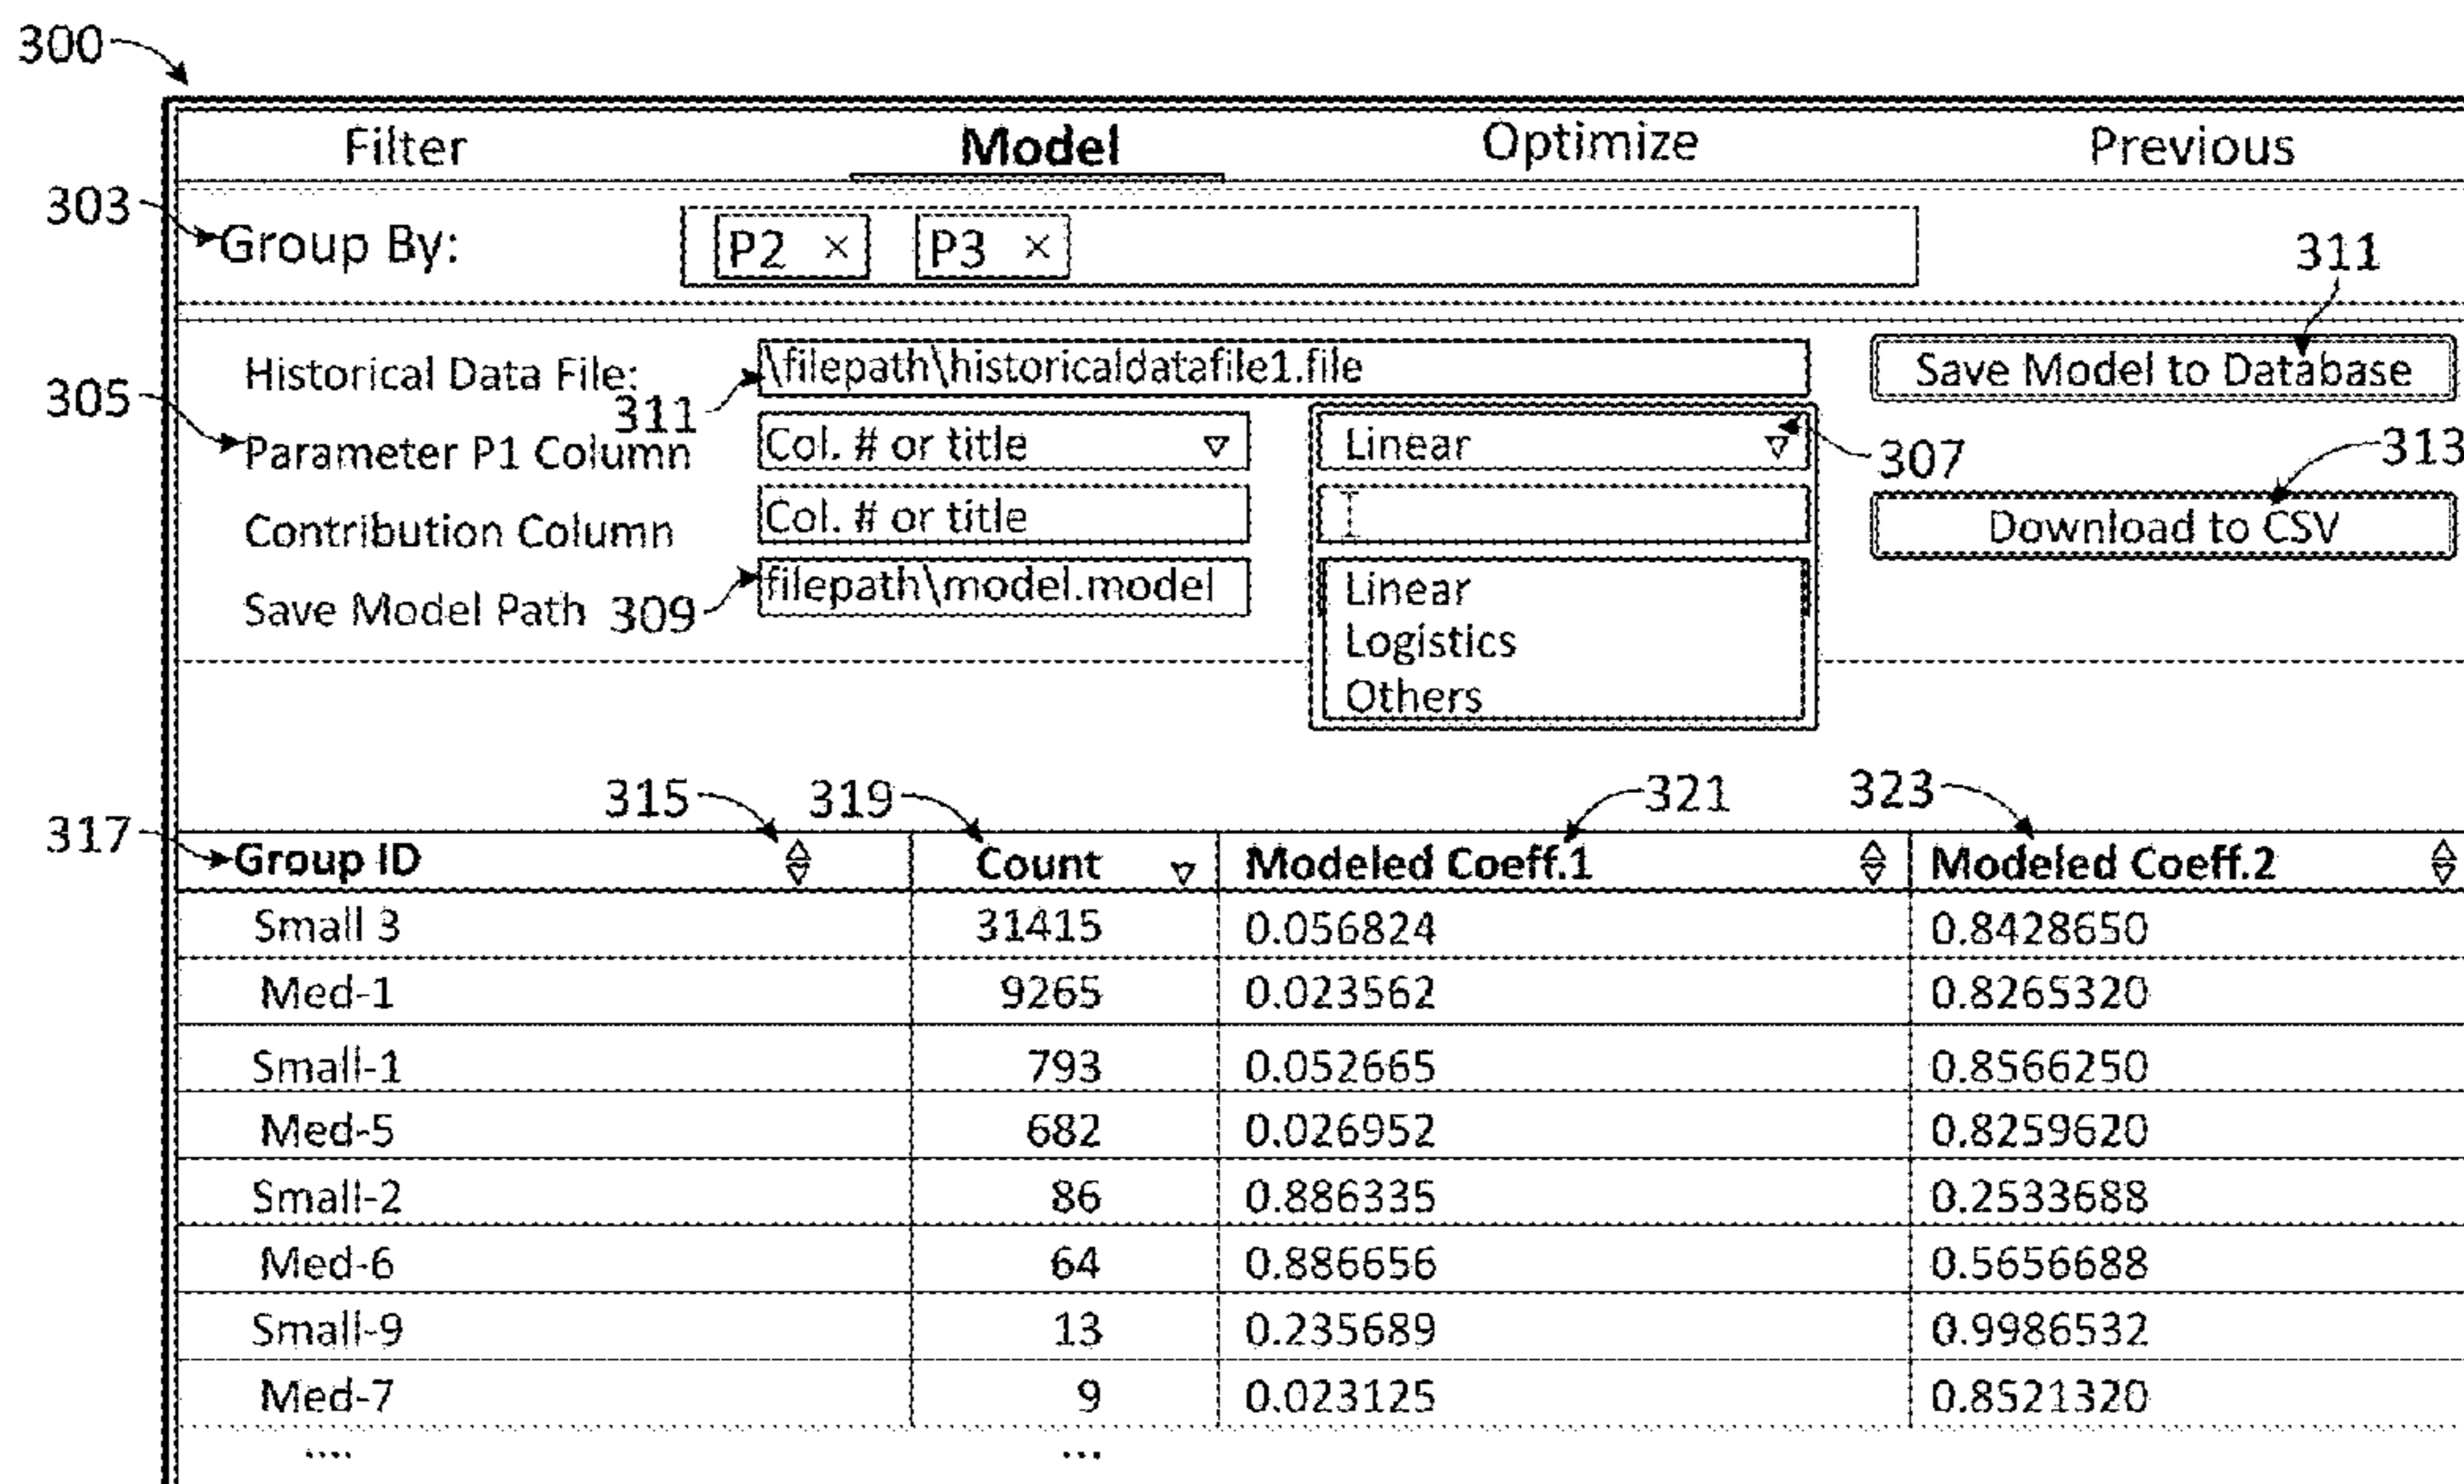 300
Filter Model Optimize Previous
303
Group By: P2 × P3 ×
311
Historical Data File: \filepath\historicaldatafile1.file Save Model to Database
305 311
Parameter P1 Column Col. # or title Linear 307 313
Contribution Column Col. # or title Download to CSV
Save Model Path 309 filepath\model.model Linear
Logistics
Others
315 319 321 323
317
Group ID Count Modeled Coeff.1 Modeled Coeff.2
Small 3 31415 0.056824 0.8428650
Med-1 9265 0.023562 0.8265320
Small-1 793 0.052665 0.8566250
Med-5 682 0.026952 0.8259620
Small-2 86 0.886335 0.2533688
Med-6 64 0.886656 0.5656688
Small-9 13 0.235689 0.9986532
Med-7 9 0.023125 0.8521320
.... ...